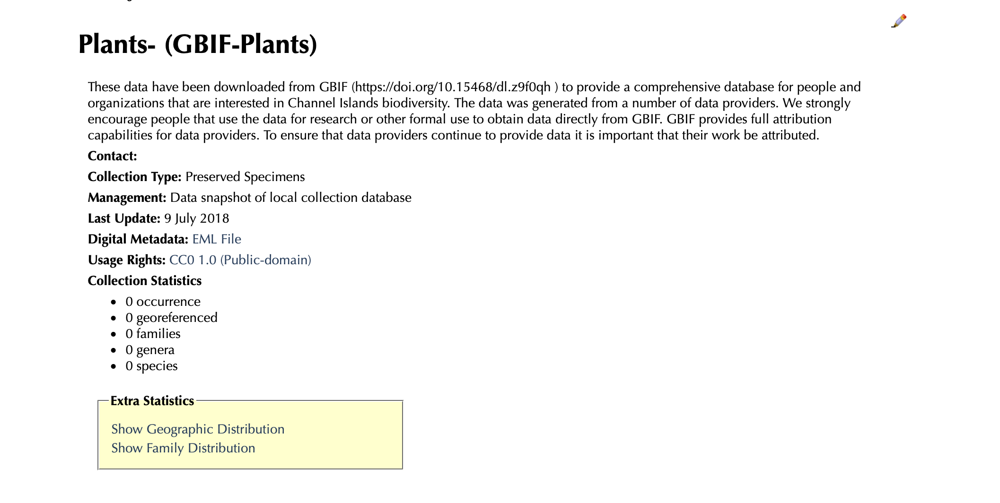 Plants- (GBIF-Plants)
These data have been downloaded from GBIF (https://doi.org/10.15468/dl.z9f0qh ) to provide a comprehensive database for people and
organizations that are interested in Channel Islands biodiversity. The data was generated from a number of data providers. We strongly
encourage people that use the data for research or other formal use to obtain data directly from GBIF. GBIF provides full attribution
capabilities for data providers. To ensure that data providers continue to provide data it is important that their work be attributed.
Contact:
Collection Type: Preserved Specimens
Management: Data snapshot of local collection database
Last Update: 9 July 2018
Digital Metadata: EML File
Usage Rights: CC0 1.0 (Public-domain)
Collection Statistics
• 0 occurrence
• 0 georeferenced
• 0 families
• 0 genera
• 0 species
Extra Statistics
Show Geographic Distribution
Show Family Distribution